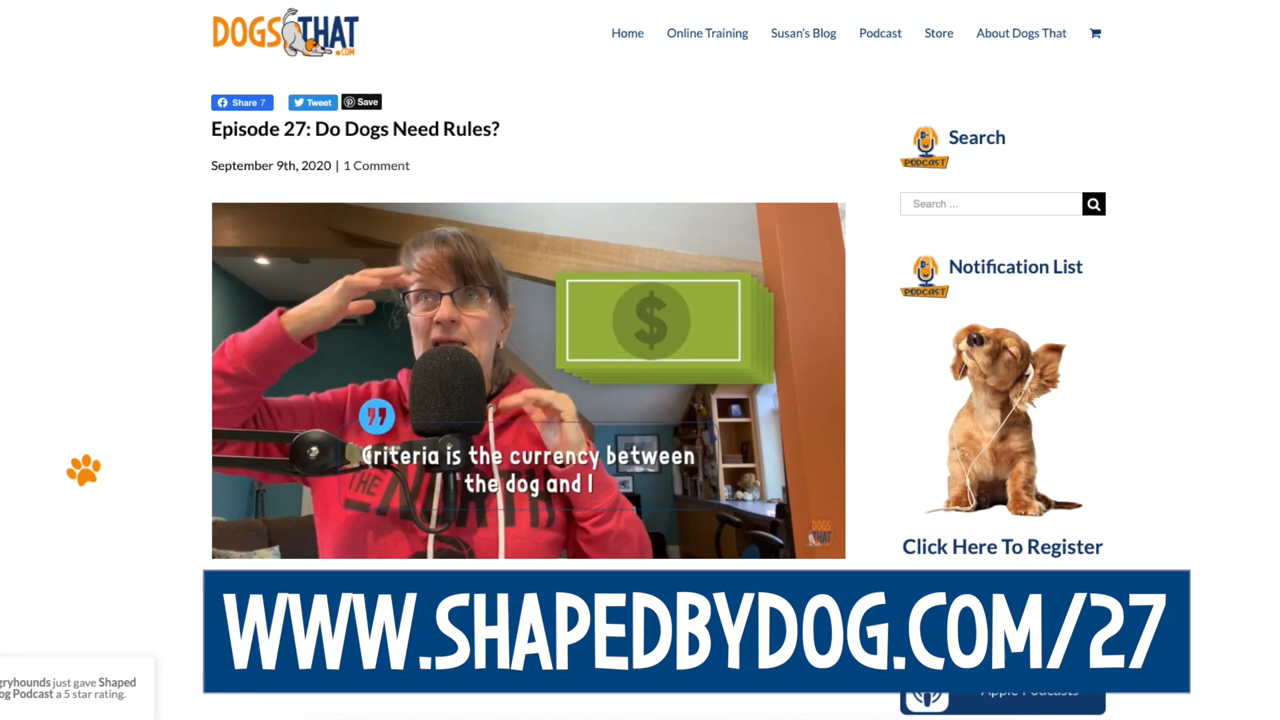 DOGSTHAT
.COM
Home Online Training Susan's Blog Podcast Store About Dogs That
Share 7 Tweet Save
Episode 27: Do Dogs Need Rules?
September 9th, 2020 | 1 Comment
PODCAST Search
Search ...
PODCAST Notification List
$
Criteria is the currency between
the dog and I
THE NORTH
DOGS
THAT
Click Here To Register
WWW.SHAPEDBYDOG.COM/27
gryhounds just gave Shaped
og Podcast a 5 star rating.
Apple Podcasts